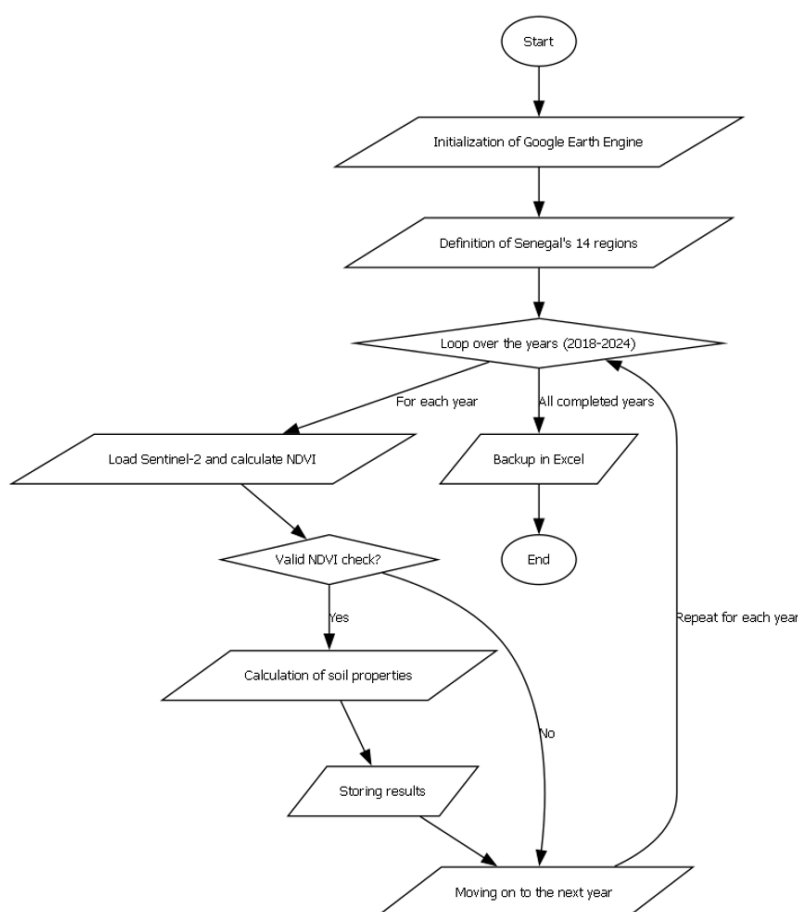 Start
Initialization of Google Earth Engine
Definition of Senegal's 14 regions
Loop over the years (2018-2024)
For each year
All completed years
Load Sentinel-2 and calculate NDVI
Backup in Excel
Valid NDVI check?
End
Yes
Repeat for each year
Calculation of soil properties
No
Storing results
Moving on to the next year